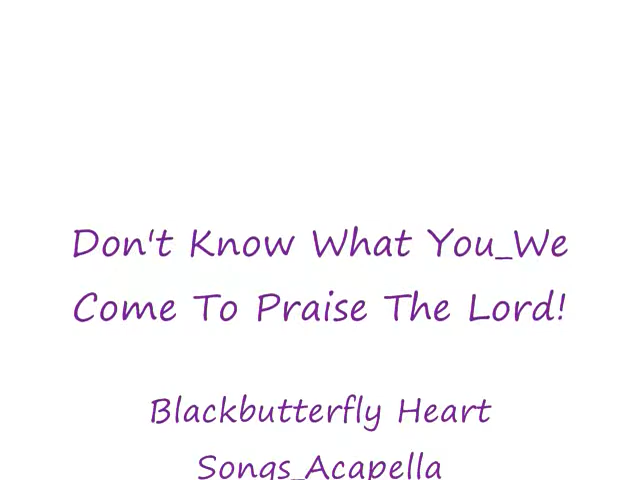 Don't Know What You_We
Come To Praise The Lord!
Blackbutterfly Heart
Songs_Acapella